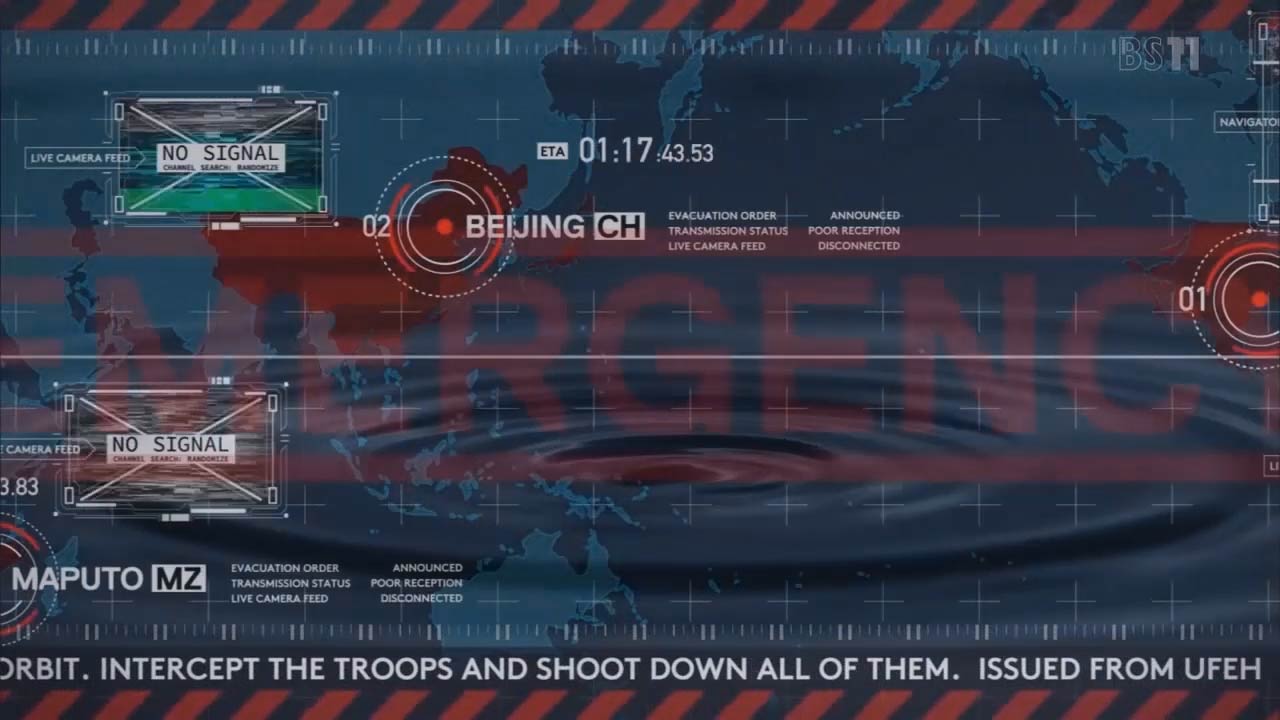 BS11
NAVIGATO
LIVE CAMERA FEED
NO SIGNAL
CHANNEL SEARCH: RANDOMIZE
ETA 01:17:43.53
02 BEIJING CH
EVACUATION ORDER ANNOUNCED
TRANSMISSION STATUS POOR RECEPTION
LIVE CAMERA FEED DISCONNECTED
01
EMERGENCY
E CAMERA FEED
NO SIGNAL
CHANNEL SEARCH: RANDOMIZE
LI
3.83
MAPUTO MZ
EVACUATION ORDER ANNOUNCED
TRANSMISSION STATUS POOR RECEPTION
LIVE CAMERA FEED DISCONNECTED
ORBIT. INTERCEPT THE TROOPS AND SHOOT DOWN ALL OF THEM. ISSUED FROM UFEH